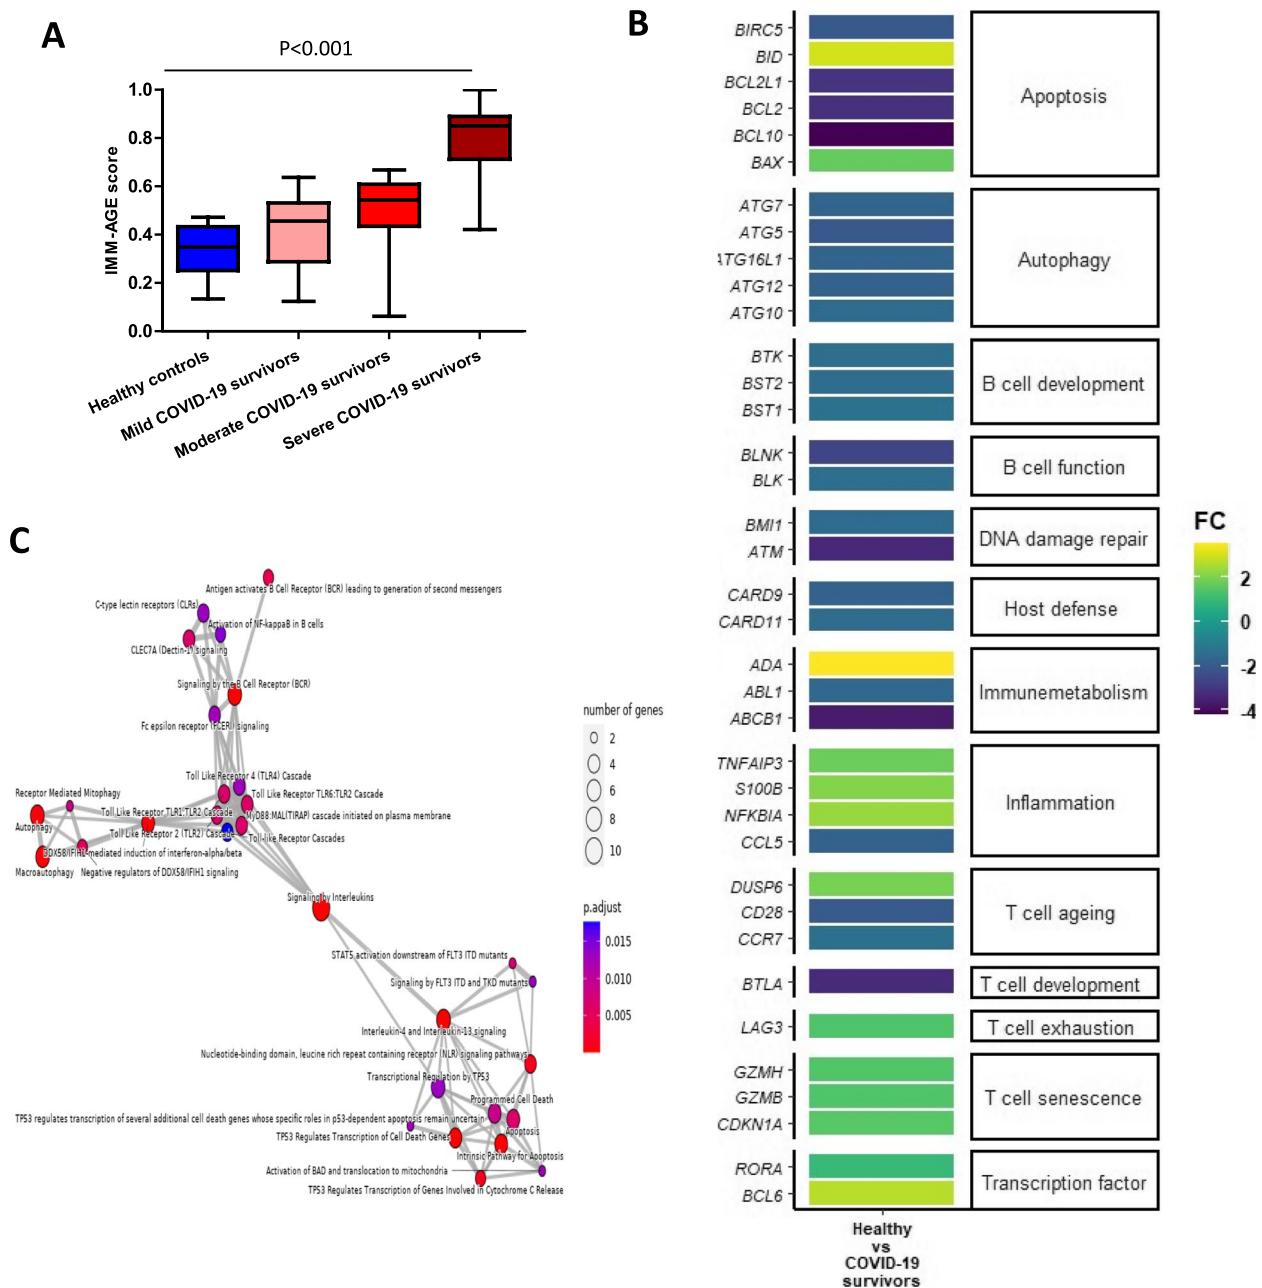 A
P<0.001
IMM-AGE score
1.0
0.8
0.6
0.4
0.2
0.0
Healthy controls
Mild COVID-19 survivors
Moderate COVID-19 survivors
Severe COVID-19 survivors
B
BIRC5
BID
BCL2L1
BCL2
BCL10
BAX
Apoptosis
ATG7
ATG5
ATG16L1
ATG12
ATG10
Autophagy
BTK
BST2
BST1
B cell development
BLNK
BLK
B cell function
BMI1
ATM
DNA damage repair
CARD9
CARD11
Host defense
ADA
ABL1
ABCB1
Immunemetabolism
TNFAIP3
S100B
NFKBIA
CCL5
Inflammation
DUSP6
CD28
CCR7
T cell ageing
BTLA
T cell development
LAG3
T cell exhaustion
GZMH
GZMB
CDKN1A
T cell senescence
RORA
BCL6
Transcription factor
Healthy
vs
COVID-19
survivors
FC
2
0
-2
-4
C
Antigen activates B Cell Receptor (BCR) leading to generation of second messengers
C-type lectin receptors (CLRs)
Activation of NF-kappaB in B cells
CLEC7A (Dectin-1) signaling
Signaling by the B Cell Receptor (BCR)
Fc epsilon receptor (FCERI) signaling
Toll Like Receptor 4 (TLR4) Cascade
Receptor Mediated Mitophagy
Toll Like Receptor TLR6:TLR2 Cascade
Toll Like Receptor TLR1:TLR2 Cascade
MyD88:MAL(TIRAP) cascade initiated on plasma membrane
Autophagy
Toll Like Receptor 2 (TLR2) Cascade
Toll-like Receptor Cascades
DDX58/IFIH1-mediated induction of interferon-alpha/beta
Macroautophagy
Negative regulators of DDX58/IFIH1 signaling
Signaling by Interleukins
STAT5 activation downstream of FLT3 ITD mutants
Signaling by FLT3 ITD and TKD mutants
Interleukin-4 and Interleukin-13 signaling
Nucleotide-binding domain, leucine rich repeat containing receptor (NLR) signaling pathways
Transcriptional Regulation by TP53
Programmed Cell Death
TP53 regulates transcription of several additional cell death genes whose specific roles in p53-dependent apoptosis remain uncertain
Apoptosis
TP53 Regulates Transcription of Cell Death Genes
Intrinsic Pathway for Apoptosis
Activation of BAD and translocation to mitochondria
TP53 Regulates Transcription of Genes Involved in Cytochrome C Release
number of genes
2
4
6
8
10
p.adjust
0.015
0.010
0.005